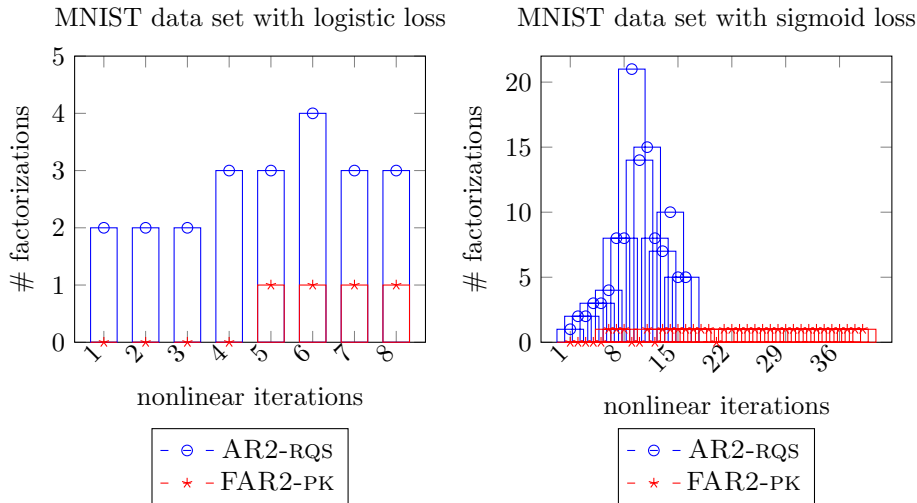 MNIST data set with logistic loss
5
4
3
2
1
0
# factorizations
1 2 3 4 5 6 7 8
nonlinear iterations
AR2-RQS
FAR2-PK
MNIST data set with sigmoid loss
20
15
10
5
0
# factorizations
1 8 15 22 29 36
nonlinear iterations
AR2-RQS
FAR2-PK